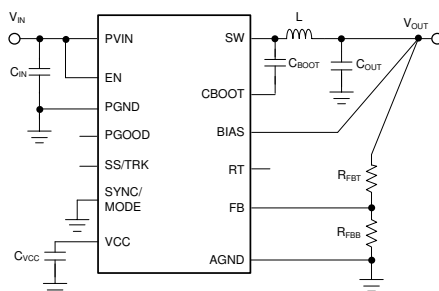 VIN
PVIN
SW
L
VOUT
CIN
EN
CBOOT
COUT
PGND
CBOOT
PGOOD
BIAS
SS/TRK
RT
RFBT
SYNC/
MODE
FB
CVCC
VCC
RFBB
AGND